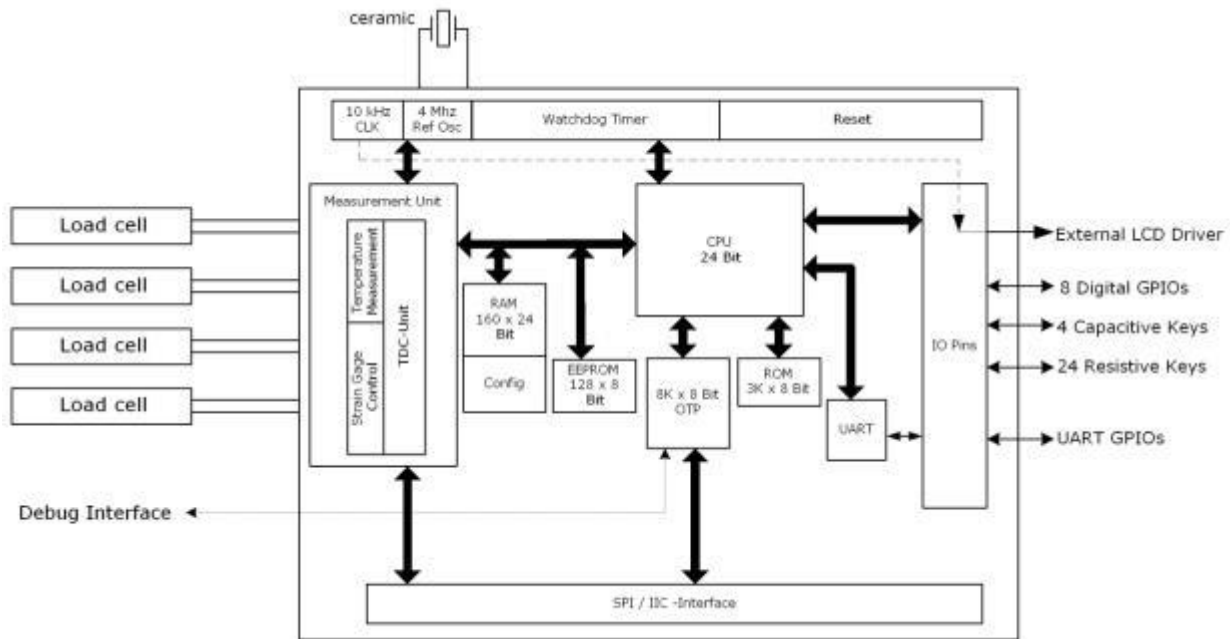 ceramic
10 kHz
CLK
4 Mhz
Ref Osc
Watchdog Timer
Reset
Measurement Unit
Temperature
Measurement
Strain Gage
Control
TDC-Unit
Load cell
Load cell
Load cell
Load cell
CPU
24 Bit
RAM
160 x 24
Bit
Config
EEPROM
128 x 8
Bit
8K x 8 Bit
OTP
ROM
3K x 8 Bit
UART
IO Pins
External LCD Driver
8 Digital GPIOs
4 Capacitive Keys
24 Resistive Keys
UART GPIOs
Debug Interface
SPI / IIC -Interface